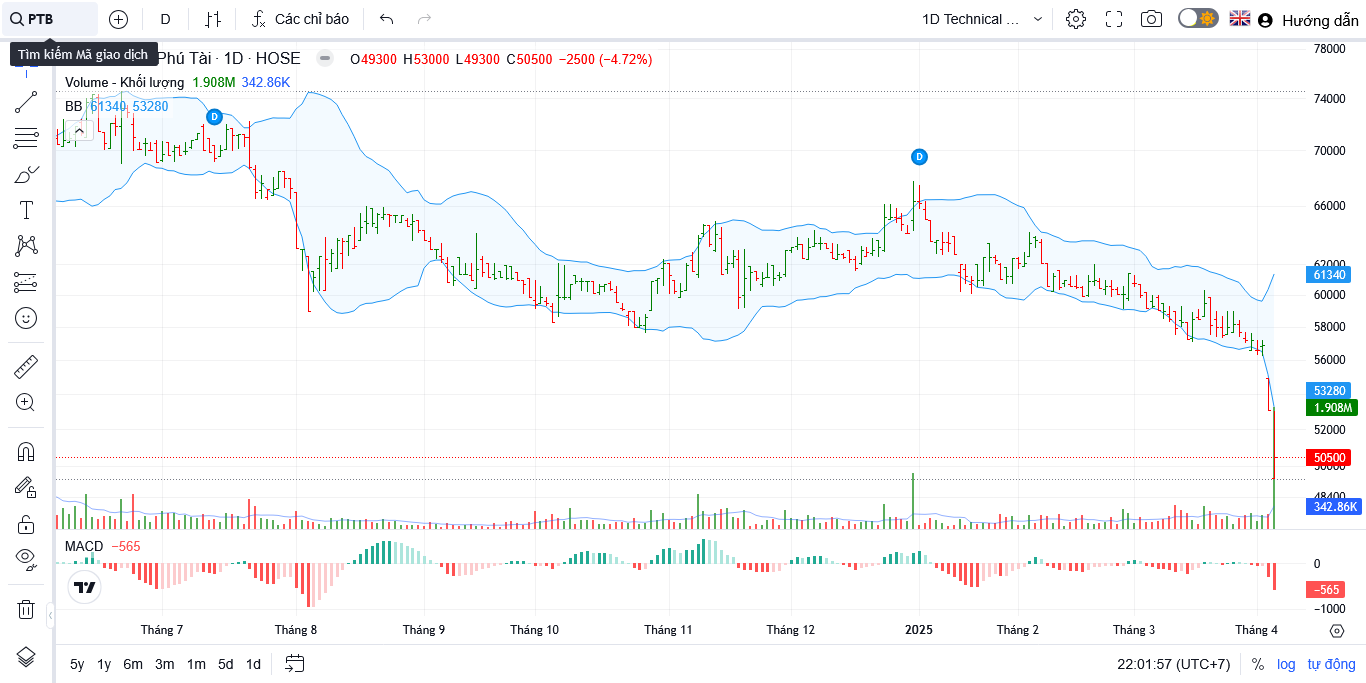 PTB
D
Các chỉ báo
1D Technical ...
Hướng dẫn
Tìm kiếm Mã giao dịch
Phú Tài · 1D · HOSE
O49300 H53000 L49300 C50500 −2500 (−4.72%)
Volume - Khối lượng 1.908M 342.86K
BB 61340 53280
D
D
78000
74000
70000
66000
62000
61340
60000
58000
56000
53280
1.908M
52000
50500
50000
48400
342.86K
MACD −565
0
−565
−1000
Tháng 7
Tháng 8
Tháng 9
Tháng 10
Tháng 11
Tháng 12
2025
Tháng 2
Tháng 3
Tháng 4
5y 1y 6m 3m 1m 5d 1d
22:01:57 (UTC+7)
%
log
tự động